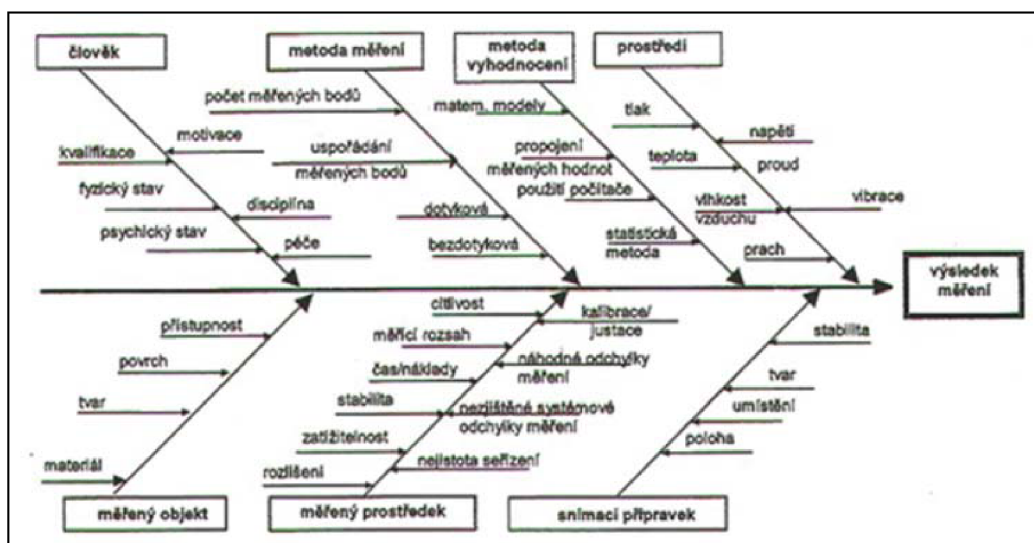 člověk
metoda měření
metoda
vyhodnocení
prostředí
počet měřených bodů
matem. modely
tlak
motivace
kvalifikace
uspořádání
měřených bodů
propojení
měřených hodnot
použití počítače
napětí
teplota
proud
fyzický stav
disciplína
dotyková
vlhkost
vzduchu
vibrace
psychický stav
péče
bezdotyková
statistická
metoda
prach
výsledek
měření
citlivost
kalibrace/
justace
přístupnost
měřicí rozsah
stabilita
povrch
čas/náklady
náhodné odchylky
měření
tvar
tvar
stabilita
nezjištěné systémové
odchylky měření
umístění
zatížitelnost
poloha
materiál
rozlišení
nejistota seřízení
měřený objekt
měřený prostředek
snímací přípravek